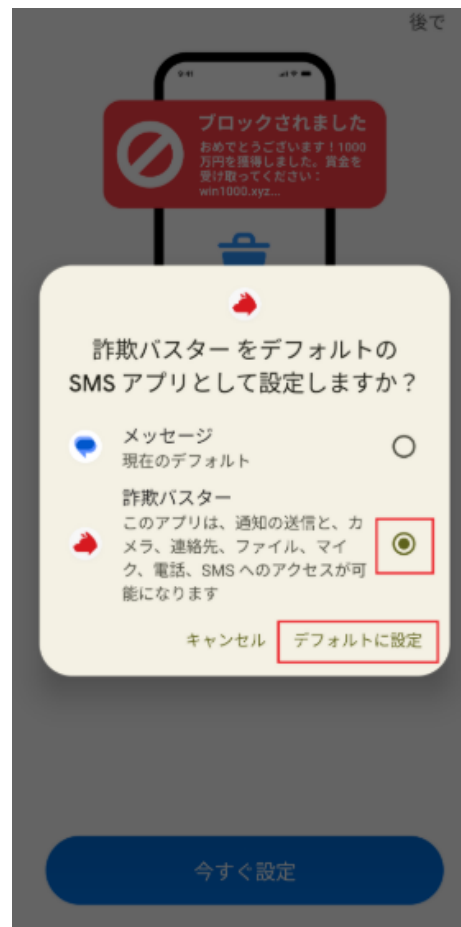 後で
9:41
ブロックされました
おめでとうございます！1000
万円を獲得しました。賞金を
受け取ってください：
win1000.xyz...
詐欺バスター をデフォルトの
SMS アプリとして設定しますか？
メッセージ
現在のデフォルト
詐欺バスター
このアプリは、通知の送信と、カ
メラ、連絡先、ファイル、マイ
ク、電話、SMS へのアクセスが可
能になります
キャンセル
デフォルトに設定
今すぐ設定